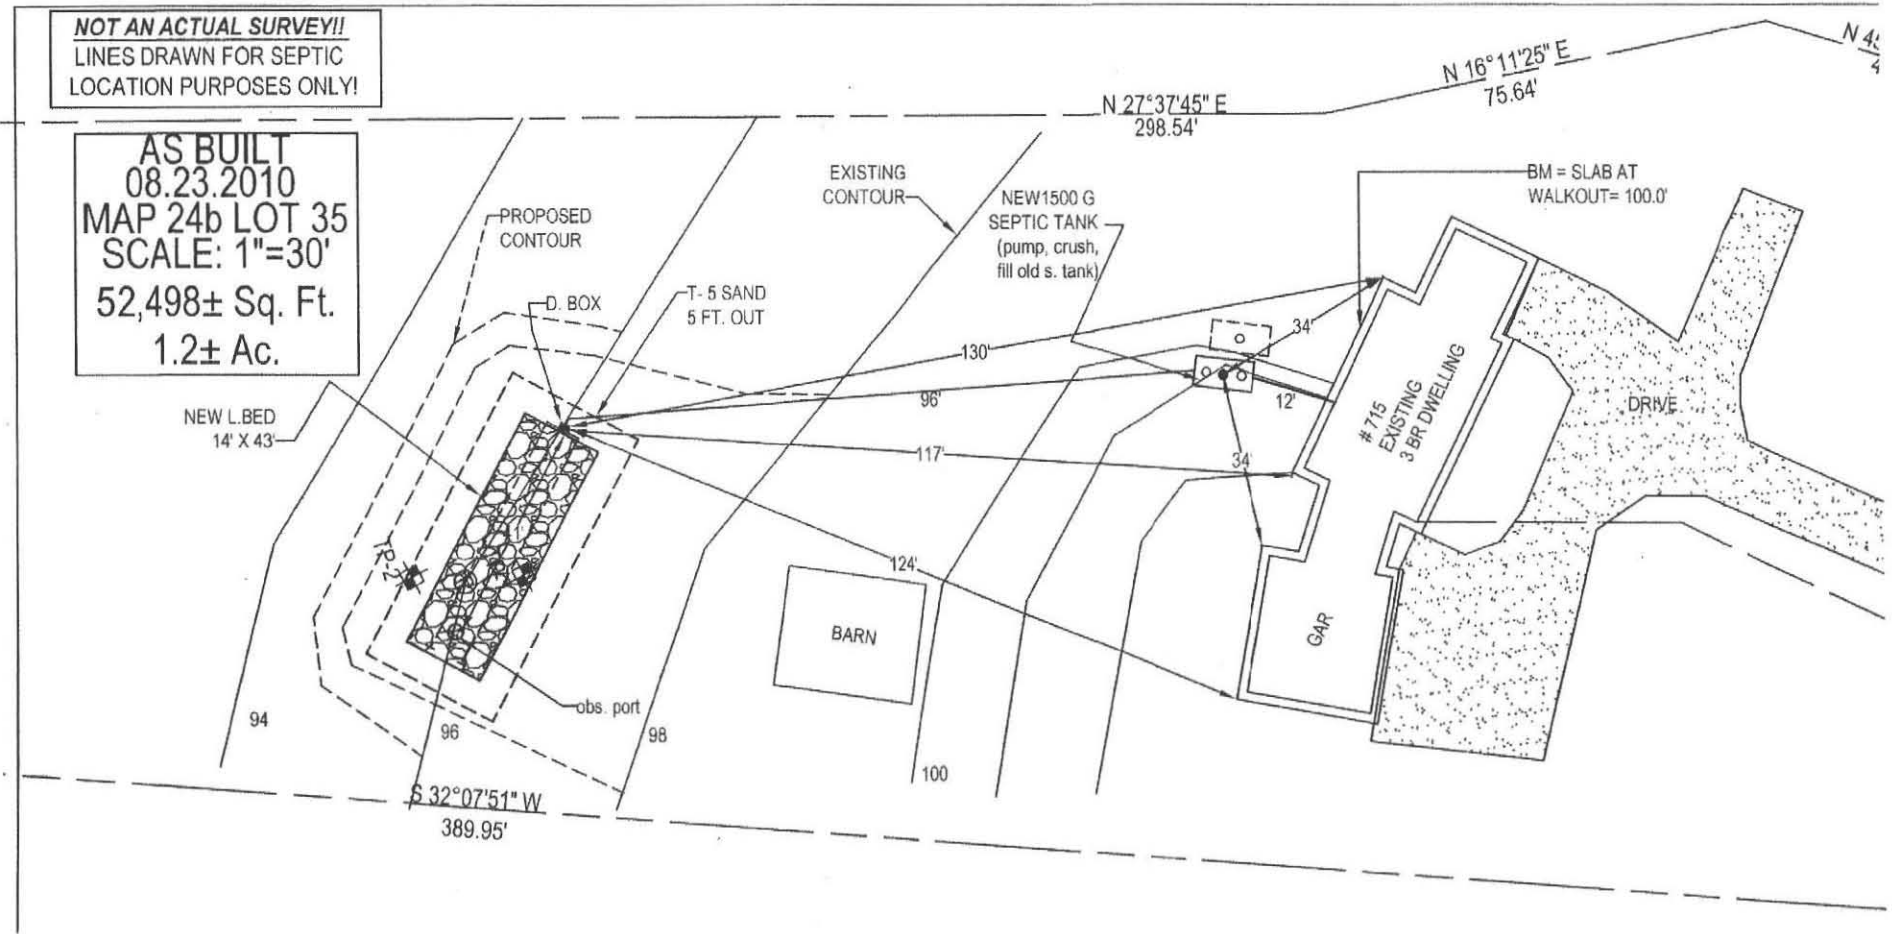 NOT AN ACTUAL SURVEY!!
LINES DRAWN FOR SEPTIC
LOCATION PURPOSES ONLY!
AS BUILT
08.23.2010
MAP 24b LOT 35
SCALE: 1"=30'
52,498± Sq. Ft.
1.2± Ac.
N 27°37'45" E
298.54'
N 16°11'25" E
75.64'
EXISTING
CONTOUR
NEW1500 G
SEPTIC TANK
(pump, crush,
fill old s. tank)
BM = SLAB AT
WALKOUT= 100.0'
PROPOSED
CONTOUR
D. BOX
T- 5 SAND
5 FT. OUT
NEW L.BED
14' X 43'
130'
96'
117'
124'
34'
12'
34'
# 715
EXISTING
3 BR DWELLING
DRIVE
GAR
BARN
TP-2
obs. port
94
96
98
100
S 32°07'51" W
389.95'